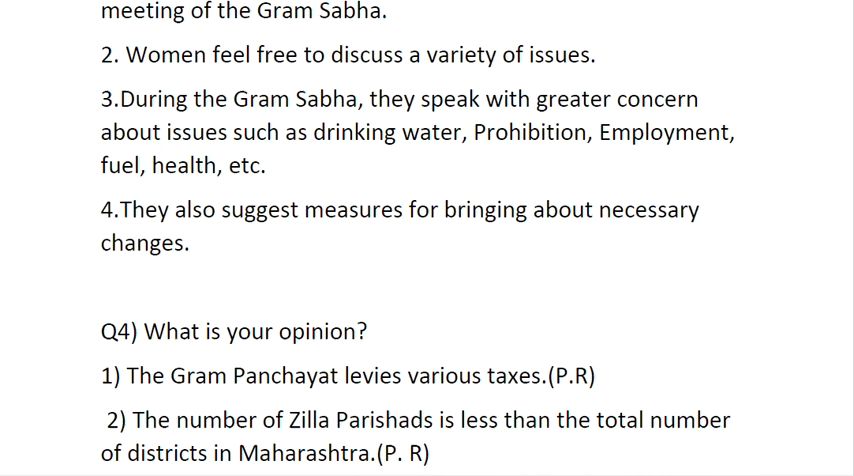 meeting of the Gram Sabha.
2. Women feel free to discuss a variety of issues.
3.During the Gram Sabha, they speak with greater concern
about issues such as drinking water, Prohibition, Employment,
fuel, health, etc.
4.They also suggest measures for bringing about necessary
changes.
Q4) What is your opinion?
1) The Gram Panchayat levies various taxes.(P.R)
2) The number of Zilla Parishads is less than the total number
of districts in Maharashtra.(P. R)